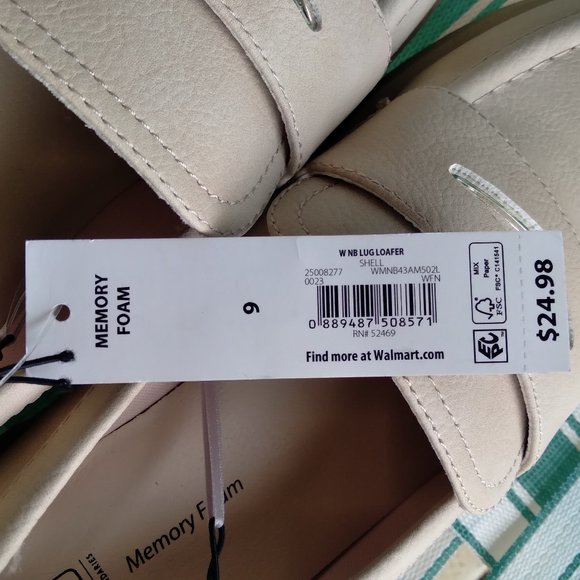 MEMORY
FOAM
9
W NB LUG LOAFER
SHELL
25008277 WMNB43AM502L
0023 WFN
0 889487 508571
RN# 52469
Find more at Walmart.com
MIX
Paper
FSC® C141541
FSC
$24.98
Memory